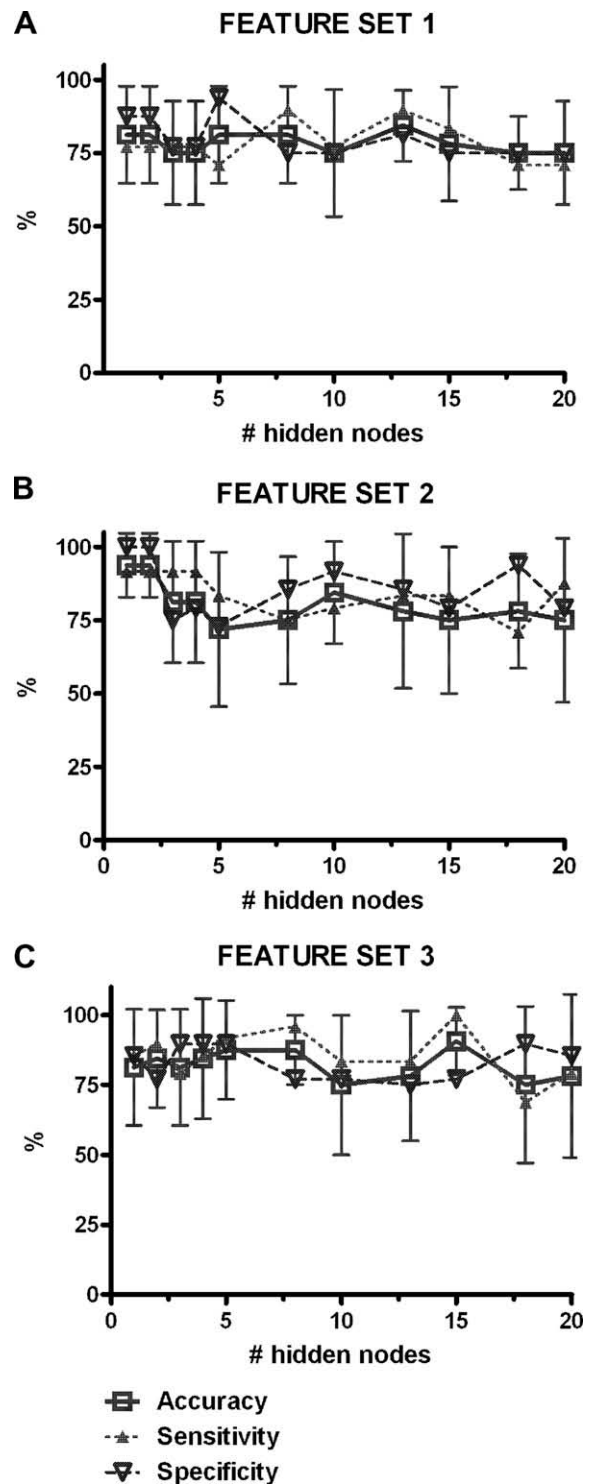 A
FEATURE SET 1
100
75
50
25
0
%
5
10
15
20
# hidden nodes
B
FEATURE SET 2
100
75
50
25
0
%
0
5
10
15
20
# hidden nodes
C
FEATURE SET 3
100
75
50
25
0
%
0
5
10
15
20
# hidden nodes
Accuracy
Sensitivity
Specificity